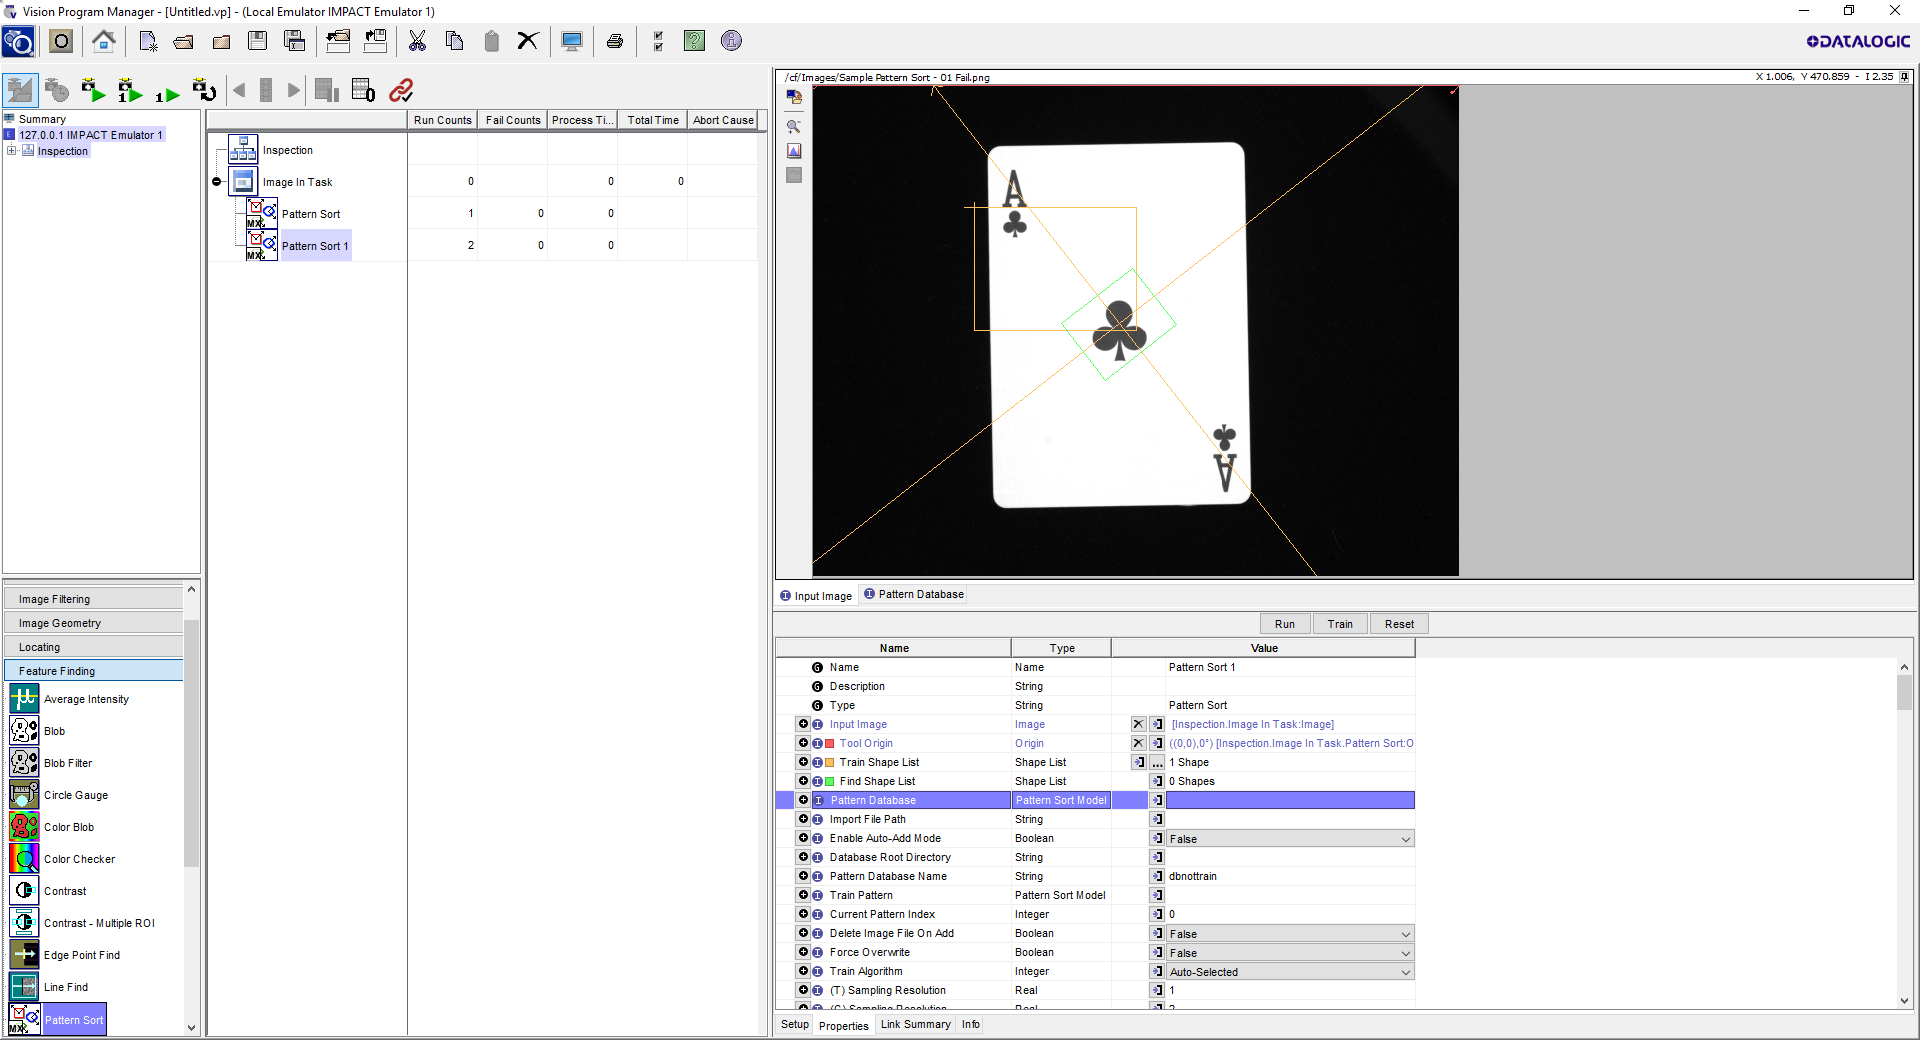 Vision Program Manager - [Untitled.vp] - (Local Emulator IMPACT Emulator 1)
DATALOGIC
Summary
127.0.0.1 IMPACT Emulator 1
Inspection
Image Filtering
Image Geometry
Locating
Feature Finding
Average Intensity
Blob
Blob Filter
Circle Gauge
Color Blob
Color Checker
Contrast
Contrast - Multiple ROI
Edge Point Find
Line Find
Pattern Sort
Run Counts Fail Counts Process Ti... Total Time Abort Cause
Inspection
Image In Task 0 0 0
Pattern Sort 1 0 0
Pattern Sort 1 2 0 0
/cf/Images/Sample Pattern Sort - 01 Fail.png X 1.006, Y 470.859 - I 2.35
A
A
Input Image Pattern Database
Run Train Reset
Name Type Value
Name Name Pattern Sort 1
Description String
Type String Pattern Sort
Input Image Image [Inspection.Image In Task:Image]
Tool Origin Origin ((0,0),0°) [Inspection.Image In Task.Pattern Sort:O
Train Shape List Shape List ... 1 Shape
Find Shape List Shape List 0 Shapes
Pattern Database Pattern Sort Model
Import File Path String
Enable Auto-Add Mode Boolean False
Database Root Directory String
Pattern Database Name String dbnottrain
Train Pattern Pattern Sort Model
Current Pattern Index Integer 0
Delete Image File On Add Boolean False
Force Overwrite Boolean False
Train Algorithm Integer Auto-Selected
(T) Sampling Resolution Real 1
Setup Properties Link Summary Info